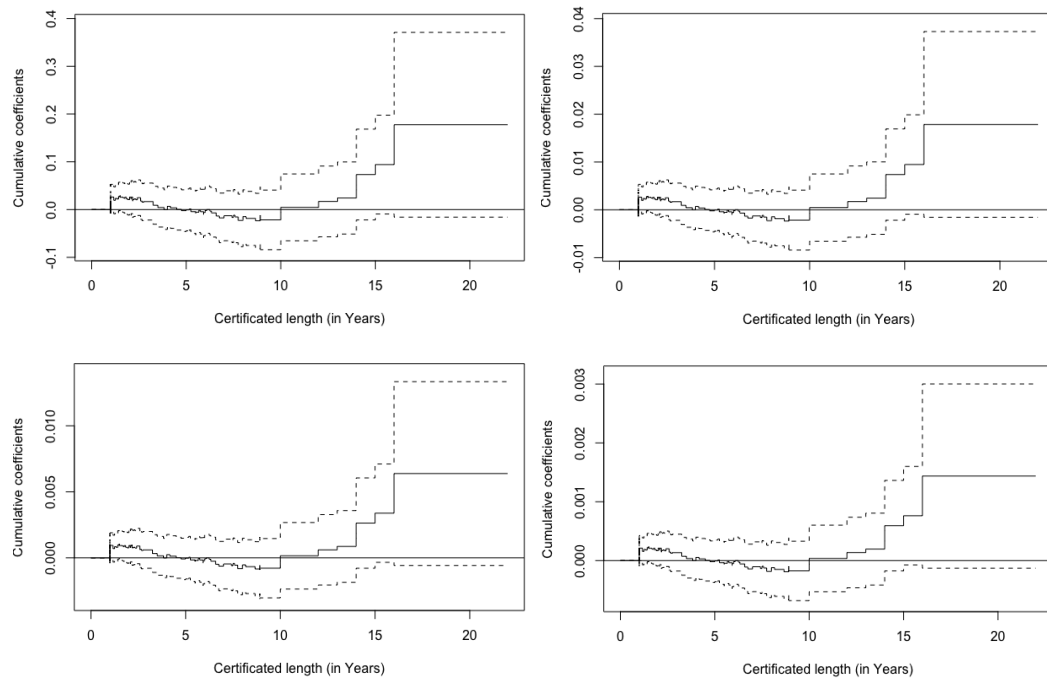 Cumulative coefficients
0.4
0.3
0.2
0.1
0.0
-0.1
0 5 10 15 20
Certificated length (in Years)
Cumulative coefficients
0.04
0.03
0.02
0.01
0.00
-0.01
0 5 10 15 20
Certificated length (in Years)
Cumulative coefficients
0.010
0.005
0.000
0 5 10 15 20
Certificated length (in Years)
Cumulative coefficients
0.003
0.002
0.001
0.000
0 5 10 15 20
Certificated length (in Years)